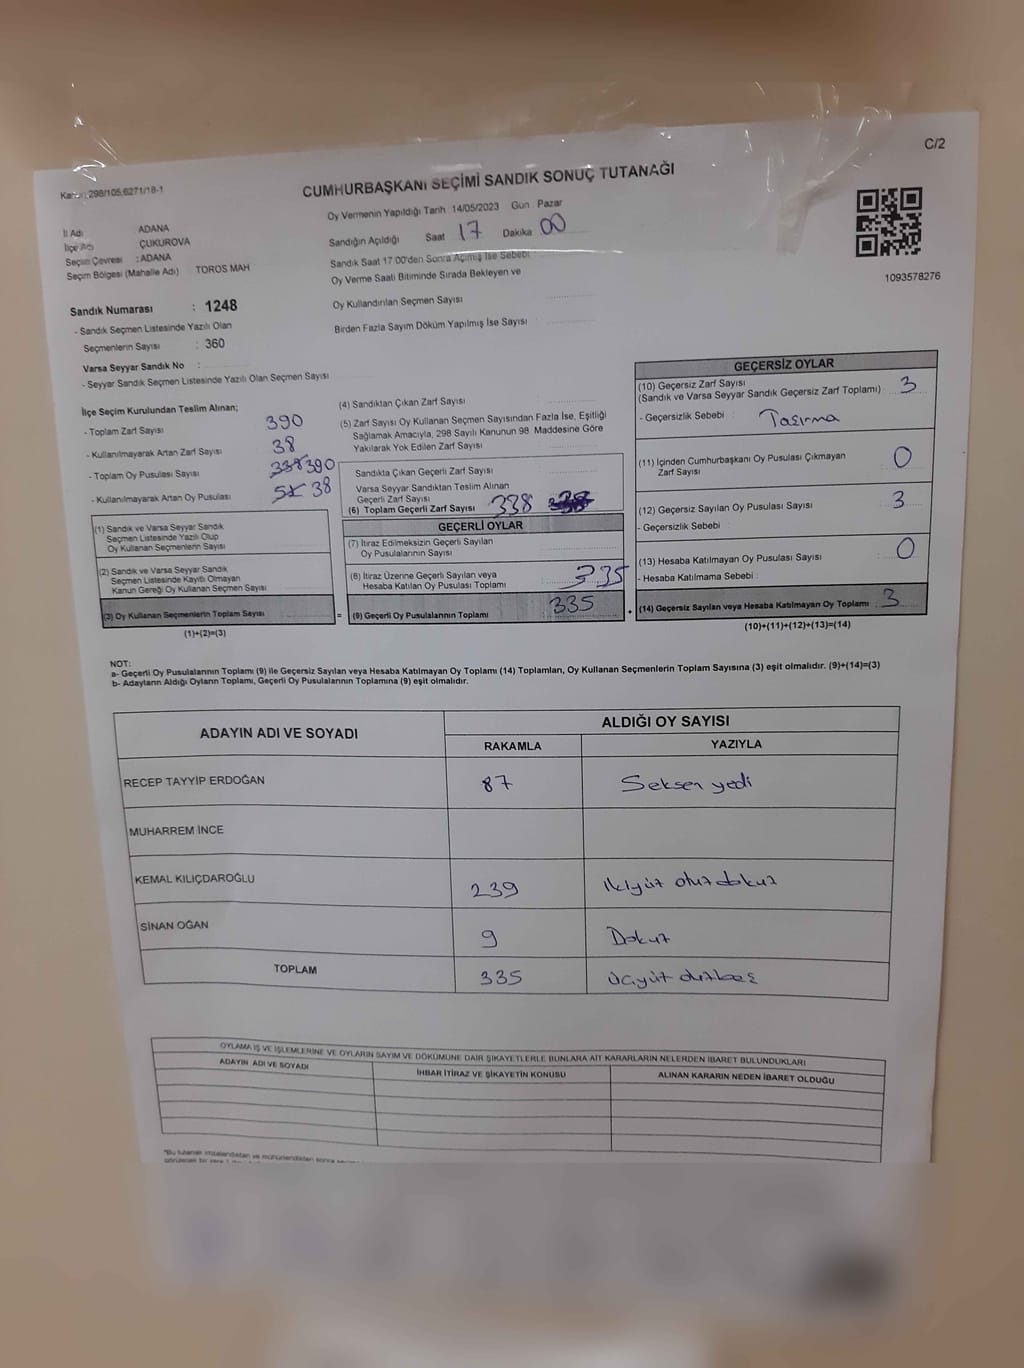 C/2
Kanun 298/105,6271/18-1
CUMHURBAŞKANI SEÇİMİ SANDIK SONUÇ TUTANAĞI
Oy Vermenin Yapıldığı Tarih 14/05/2023 Gün : Pazar
İl Adı ADANA
İlçe Adı ÇUKUROVA
Seçim Çevresi : ADANA
Seçim Bölgesi (Mahalle Adı) TOROS MAH
Sandığın Açıldığı Saat 17 Dakika 00
Sandık Saat 17 00'den Sonra Açılmış İse Sebebi
Oy Verme Saati Bitiminde Sırada Bekleyen ve
Oy Kullandırılan Seçmen Sayısı
Birden Fazla Sayım Döküm Yapılmış İse Sayısı
1093578276
Sandık Numarası : 1248
- Sandık Seçmen Listesinde Yazılı Olan
Seçmenlerin Sayısı : 360
Varsa Seyyar Sandık No :
- Seyyar Sandık Seçmen Listesinde Yazılı Olan Seçmen Sayısı
İlçe Seçim Kurulundan Teslim Alınan;
- Toplam Zarf Sayısı 390
- Kullanılmayarak Artan Zarf Sayısı 38
- Toplam Oy Pusulası Sayısı 338 390
- Kullanılmayarak Artan Oy Pusulası 38
(1) Sandık ve Varsa Seyyar Sandık
Seçmen Listesinde Yazılı Olup
Oy Kullanan Seçmenlerin Sayısı
(2) Sandık ve Varsa Seyyar Sandık
Seçmen Listesinde Kayıtlı Olmayan
Kanun Gereği Oy Kullanan Seçmen Sayısı
(3) Oy Kullanan Seçmenlerin Toplam Sayısı =
(1)+(2)=(3)
(4) Sandıktan Çıkan Zarf Sayısı
(5) Zarf Sayısı Oy Kullanan Seçmen Sayısından Fazla İse, Eşitliği
Sağlamak Amacıyla, 298 Sayılı Kanunun 98. Maddesine Göre
Yakılarak Yok Edilen Zarf Sayısı
Sandıkta Çıkan Geçerli Zarf Sayısı
Varsa Seyyar Sandıktan Teslim Alınan
Geçerli Zarf Sayısı
(6) Toplam Geçerli Zarf Sayısı 338
GEÇERLİ OYLAR
(7) İtiraz Edilmeksizin Geçerli Sayılan
Oy Pusulalarının Sayısı
(8) İtiraz Üzerine Geçerli Sayılan veya
Hesaba Katılan Oy Pusulası Toplamı 335
(9) Geçerli Oy Pusulalarının Toplamı 335 +
GEÇERSİZ OYLAR
(10) Geçersiz Zarf Sayısı
(Sandık ve Varsa Seyyar Sandık Geçersiz Zarf Toplamı) 3
- Geçersizlik Sebebi : Taşırma
(11) İçinden Cumhurbaşkanı Oy Pusulası Çıkmayan
Zarf Sayısı 0
(12) Geçersiz Sayılan Oy Pusulası Sayısı 3
- Geçersizlik Sebebi :
(13) Hesaba Katılmayan Oy Pusulası Sayısı 0
- Hesaba Katılmama Sebebi :
(14) Geçersiz Sayılan veya Hesaba Katılmayan Oy Toplamı : 3
(10)+(11)+(12)+(13)=(14)
NOT:
a- Geçerli Oy Pusulalarının Toplamı (9) ile Geçersiz Sayılan veya Hesaba Katılmayan Oy Toplamı (14) Toplamları, Oy Kullanan Seçmenlerin Toplam Sayısına (3) eşit olmalıdır. (9)+(14)=(3)
b- Adayların Aldığı Oyların Toplamı, Geçerli Oy Pusulalarının Toplamına (9) eşit olmalıdır.
ADAYIN ADI VE SOYADI ALDIĞI OY SAYISI
RAKAMLA YAZIYLA
RECEP TAYYİP ERDOĞAN 87 Seksen yedi
MUHARREM İNCE
KEMAL KILIÇDAROĞLU 239 ikiyüz otuz dokuz
SİNAN OĞAN 9 Dokuz
TOPLAM 335 üçyüz otuzbeş
OYLAMA İŞ VE İŞLEMLERİNE VE OYLARIN SAYIM VE DÖKÜMÜNE DAİR ŞİKAYETLERLE BUNLARA AİT KARARLARIN NELERDEN İBARET BULUNDUKLARI
ADAYIN ADI VE SOYADI İHBAR İTİRAZ VE ŞİKAYETİN KONUSU ALINAN KARARIN NEDEN İBARET OLDUĞU
*Bu tutanak imzalandıktan ve mühürlendikten sonra